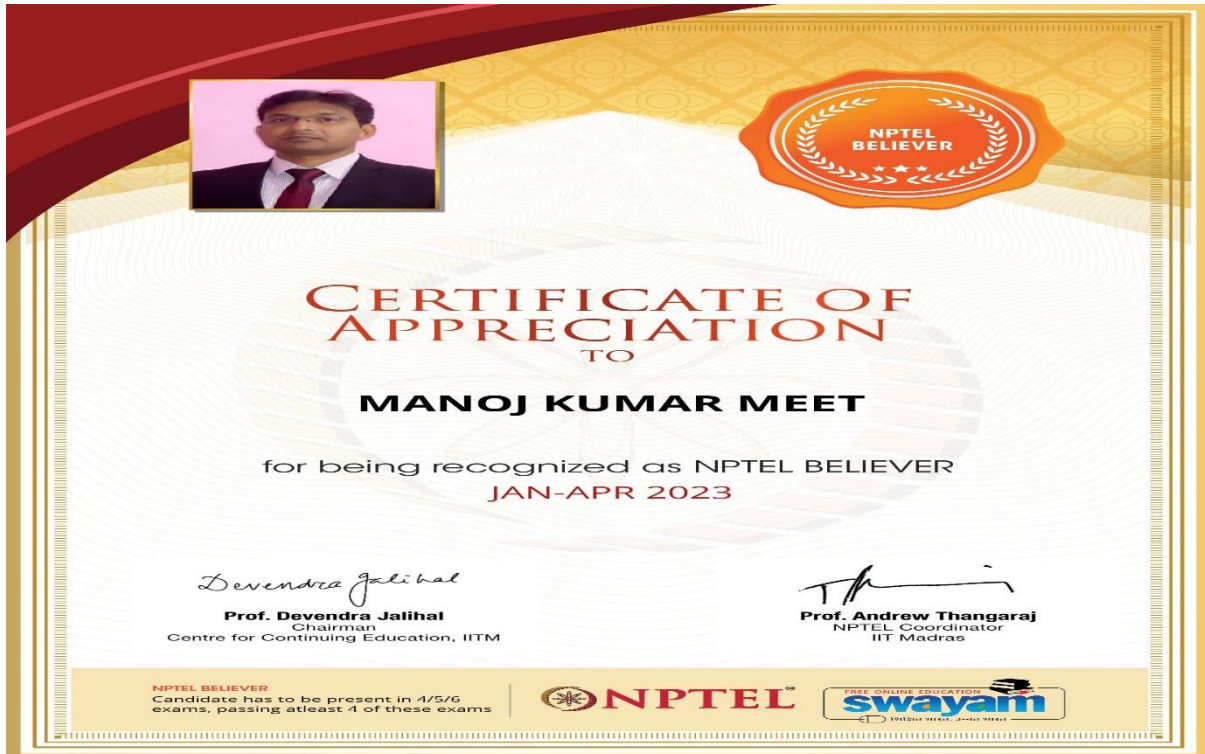 NPTEL
BELIEVER
CERTIFICATE OF
APPRECIATION
TO
MANOJ KUMAR MEET
for being recognized as NPTEL BELIEVER
JAN-APR 2023
Devendra Jalihal
Prof. Devendra Jalihal
Chairman
Centre for Continuing Education, IITM
Prof. Andrew Thangaraj
NPTEL Coordinator
IIT Madras
NPTEL BELIEVER
Candidate has to be present in 4/5/6
exams, passing atleast 4 of these exams
NPTEL
FREE ONLINE EDUCATION
swayam